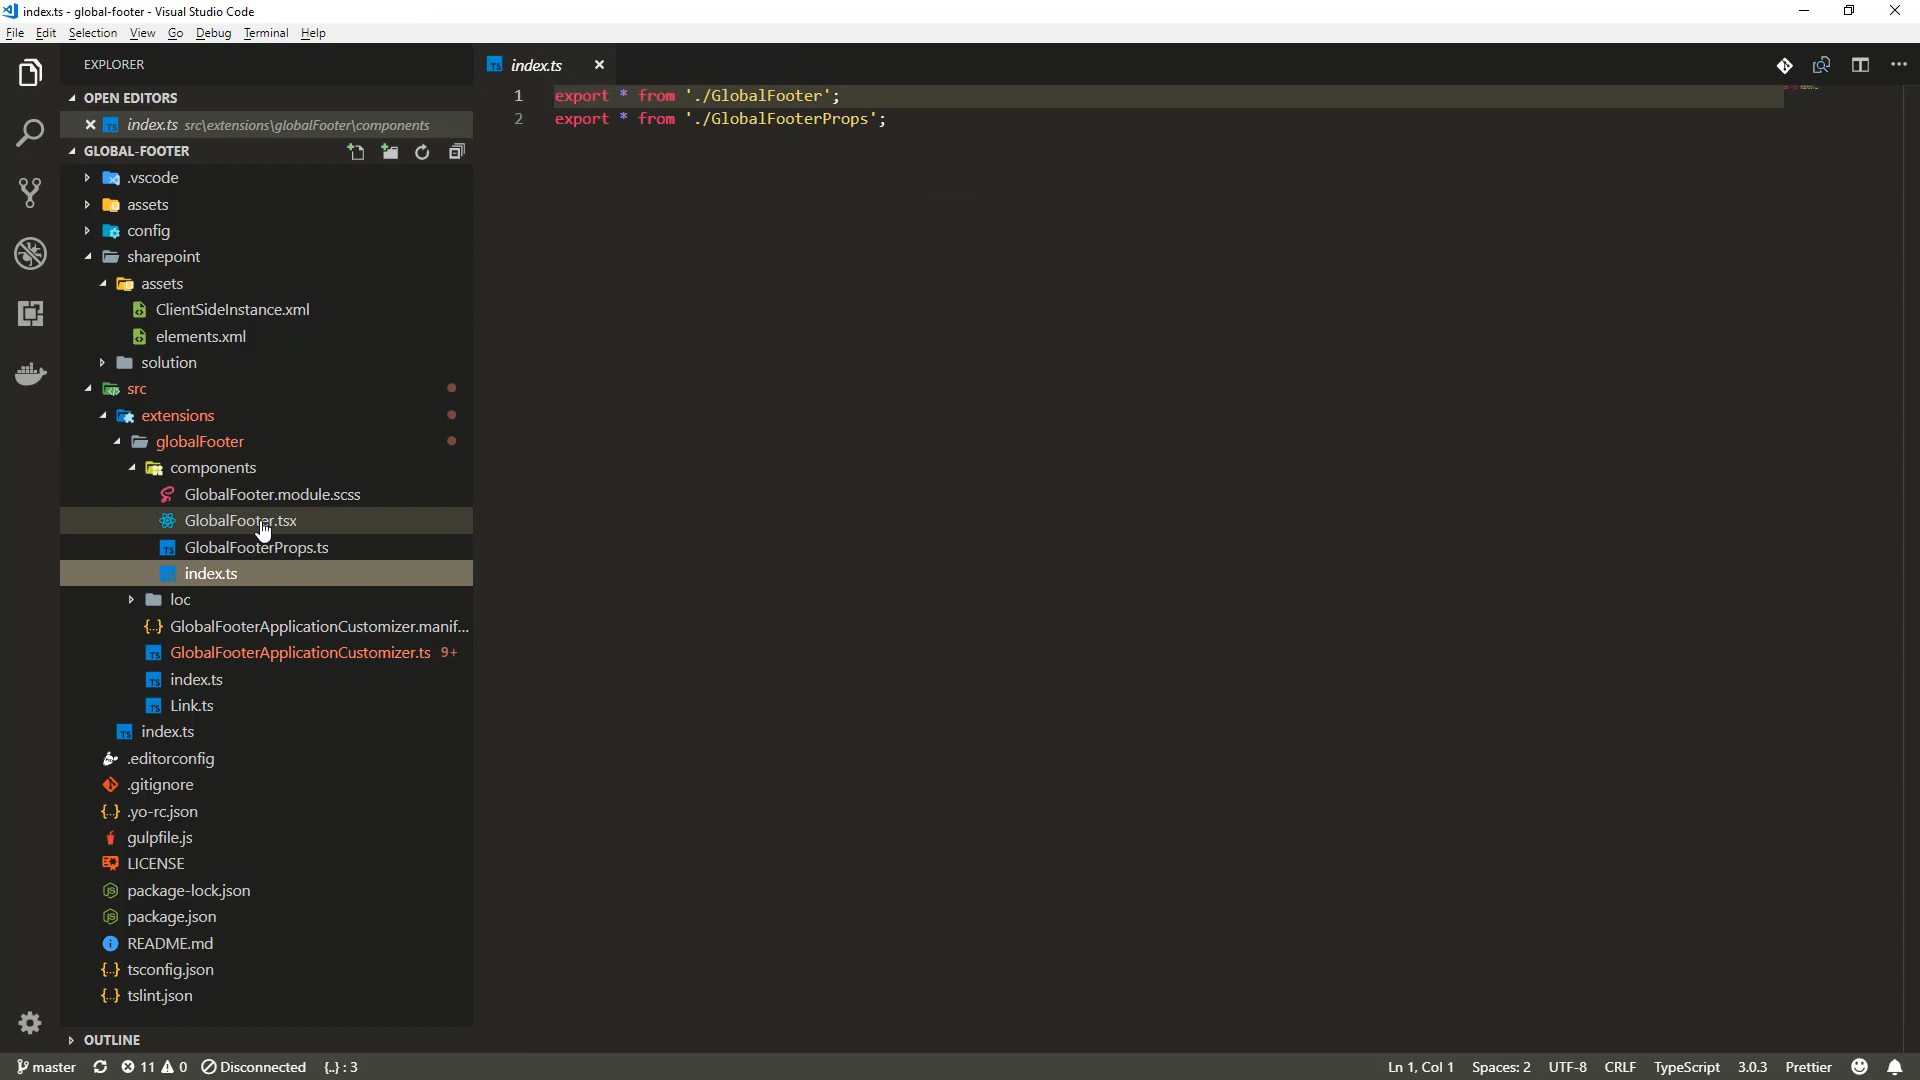 index.ts - global-footer - Visual Studio Code
File Edit Selection View Go Debug Terminal Help
EXPLORER
index.ts
OPEN EDITORS
index.ts src\extensions\globalFooter\components
GLOBAL-FOOTER
.vscode
assets
config
sharepoint
assets
ClientSideInstance.xml
elements.xml
solution
src
extensions
globalFooter
components
GlobalFooter.module.scss
GlobalFooter.tsx
GlobalFooterProps.ts
index.ts
loc
GlobalFooterApplicationCustomizer.manif...
GlobalFooterApplicationCustomizer.ts 9+
index.ts
Link.ts
index.ts
.editorconfig
.gitignore
.yo-rc.json
gulpfile.js
LICENSE
package-lock.json
package.json
README.md
tsconfig.json
tslint.json
OUTLINE
1 export * from './GlobalFooter';
2 export * from './GlobalFooterProps';
master 11 0 Disconnected {..} : 3 Ln 1, Col 1 Spaces: 2 UTF-8 CRLF TypeScript 3.0.3 Prettier